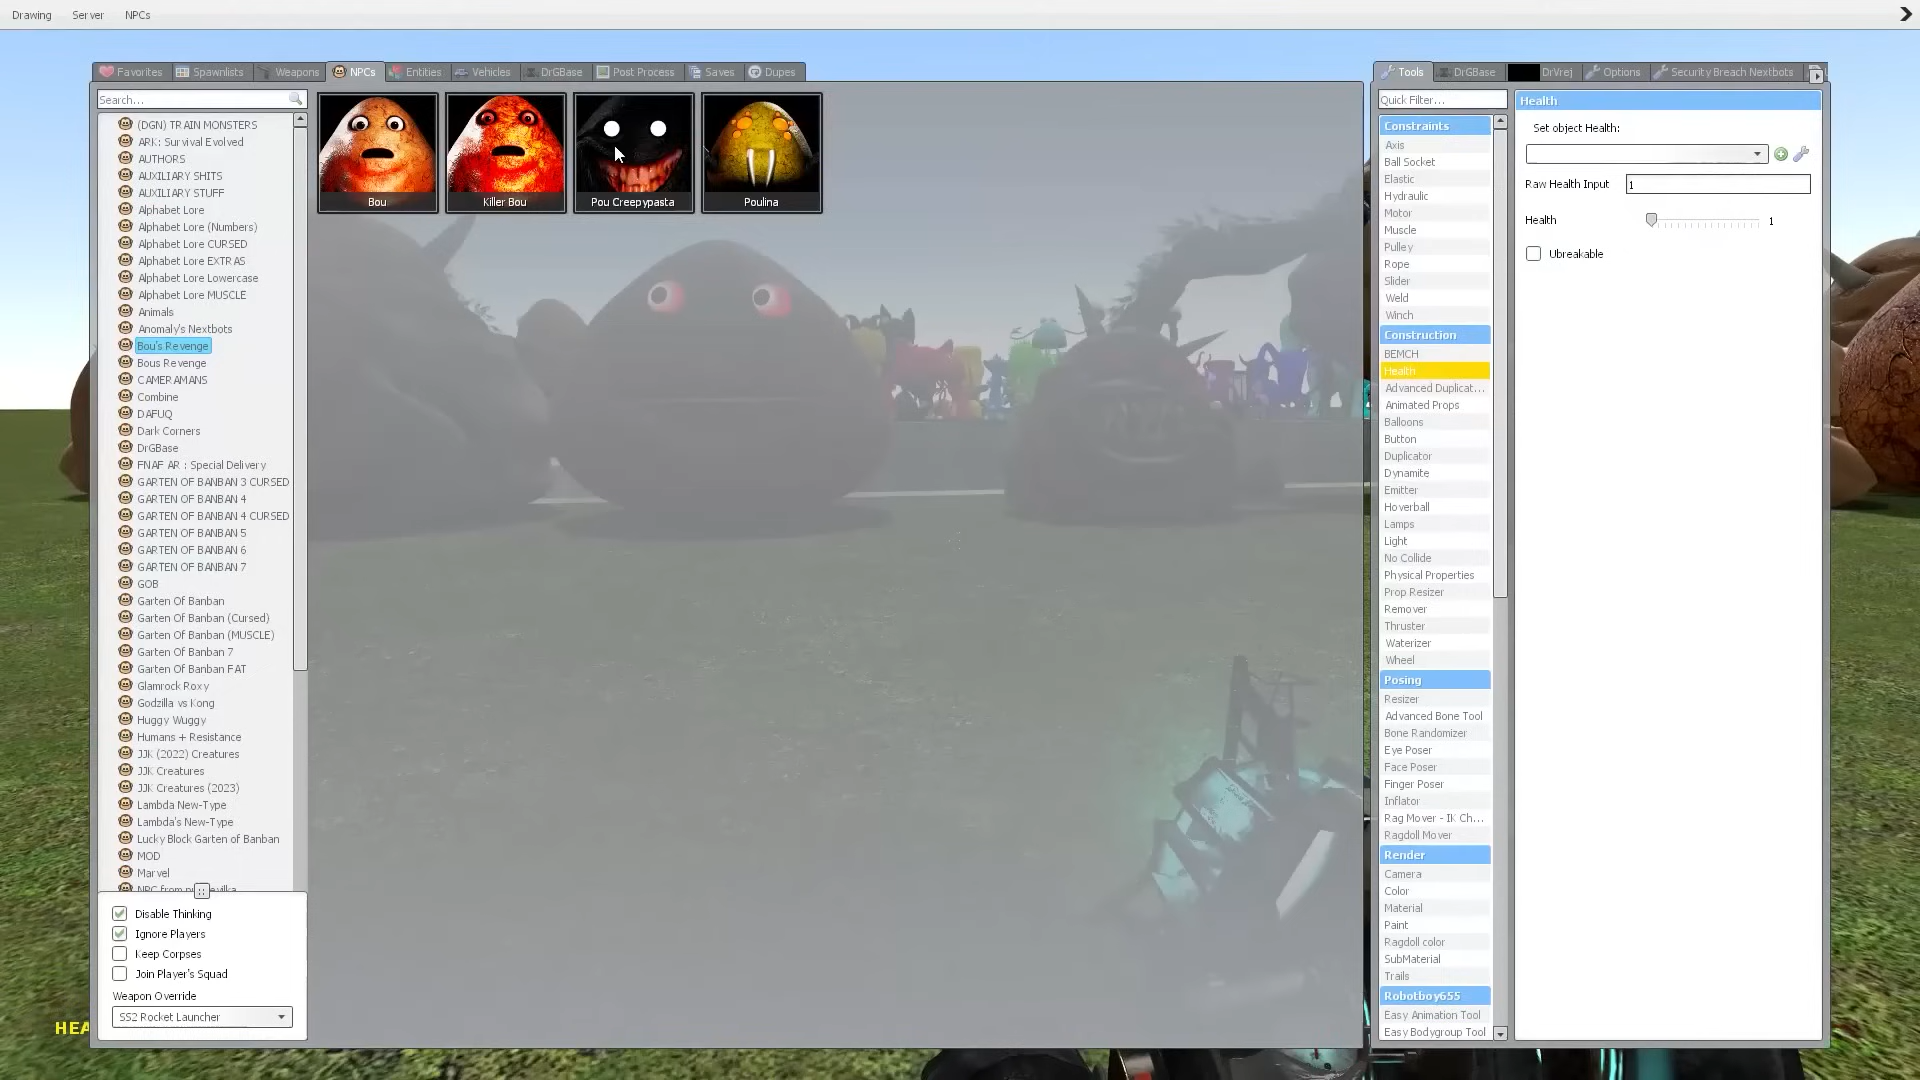 Drawing Server NPCs
Favorites Spawnlists Weapons NPCs Entities Vehicles DrGBase Post Process Saves Dupes
Search...
(DGN) TRAIN MONSTERS
ARK: Survival Evolved
AUTHORS
AUXILIARY SHITS
AUXILIARY STUFF
Alphabet Lore
Alphabet Lore (Numbers)
Alphabet Lore CURSED
Alphabet Lore EXTRAS
Alphabet Lore Lowercase
Alphabet Lore MUSCLE
Animals
Anomaly's Nextbots
Bou's Revenge
Bous Revenge
CAMERAMANS
Combine
DAFUQ
Dark Corners
DrGBase
FNAF AR : Special Delivery
GARTEN OF BANBAN 3 CURSED
GARTEN OF BANBAN 4
GARTEN OF BANBAN 4 CURSED
GARTEN OF BANBAN 5
GARTEN OF BANBAN 6
GARTEN OF BANBAN 7
GOB
Garten Of Banban
Garten Of Banban (Cursed)
Garten Of Banban (MUSCLE)
Garten Of Banban 7
Garten Of Banban FAT
Glamrock Roxy
Godzilla vs Kong
Huggy Wuggy
Humans + Resistance
JJK (2022) Creatures
JJK Creatures
JJK Creatures (2023)
Lambda New-Type
Lambda's New-Type
Lucky Block Garten of Banban
MOD
Marvel
NPC from
Disable Thinking
Ignore Players
Keep Corpses
Join Player's Squad
Weapon Override
SS2 Rocket Launcher
HEA
Bou
Killer Bou
Pou Creepypasta
Poulina
Tools DrGBase DrVrej Options Security Breach Nextbots
Quick Filter...
Constraints
Axis
Ball Socket
Elastic
Hydraulic
Motor
Muscle
Pulley
Rope
Slider
Weld
Winch
Construction
BEMCH
Health
Advanced Duplicat...
Animated Props
Balloons
Button
Duplicator
Dynamite
Emitter
Hoverball
Lamps
Light
No Collide
Physical Properties
Prop Resizer
Remover
Thruster
Waterizer
Wheel
Posing
Resizer
Advanced Bone Tool
Bone Randomizer
Eye Poser
Face Poser
Finger Poser
Inflator
Rag Mover - IK Ch...
Ragdoll Mover
Render
Camera
Color
Material
Paint
Ragdoll color
SubMaterial
Trails
Robotboy655
Easy Animation Tool
Easy Bodygroup Tool
Health
Set object Health:
Raw Health Input 1
Health 1
Ubreakable